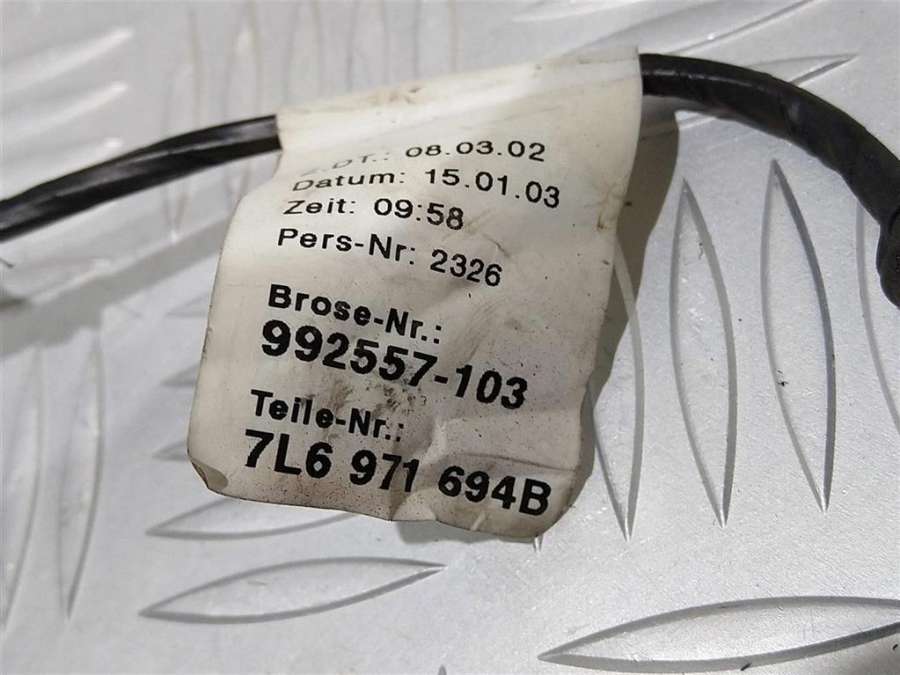 Z.DT.: 08.03.02
Datum: 15.01.03
Zeit: 09:58
Pers-Nr: 2326
Brose-Nr.:
992557-103
Teile-Nr.:
7L6 971 694B